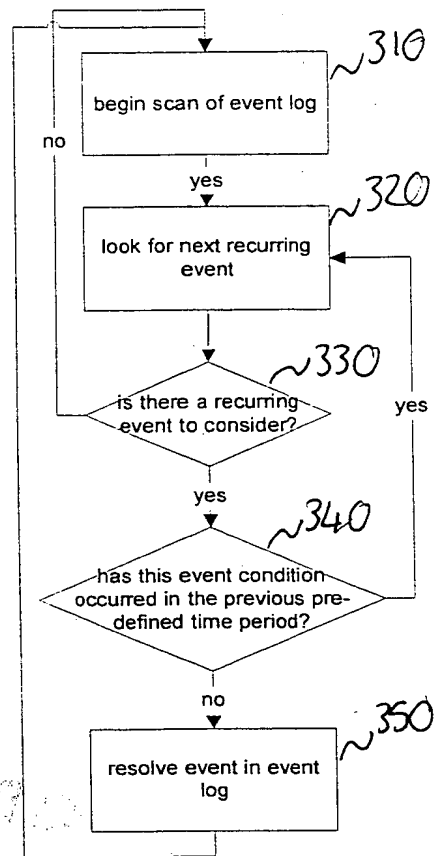 310
begin scan of event log
no
yes
320
look for next recurring
event
330
is there a recurring
event to consider?
yes
yes
340
has this event condition
occurred in the previous pre-
defined time period?
no
350
resolve event in event
log